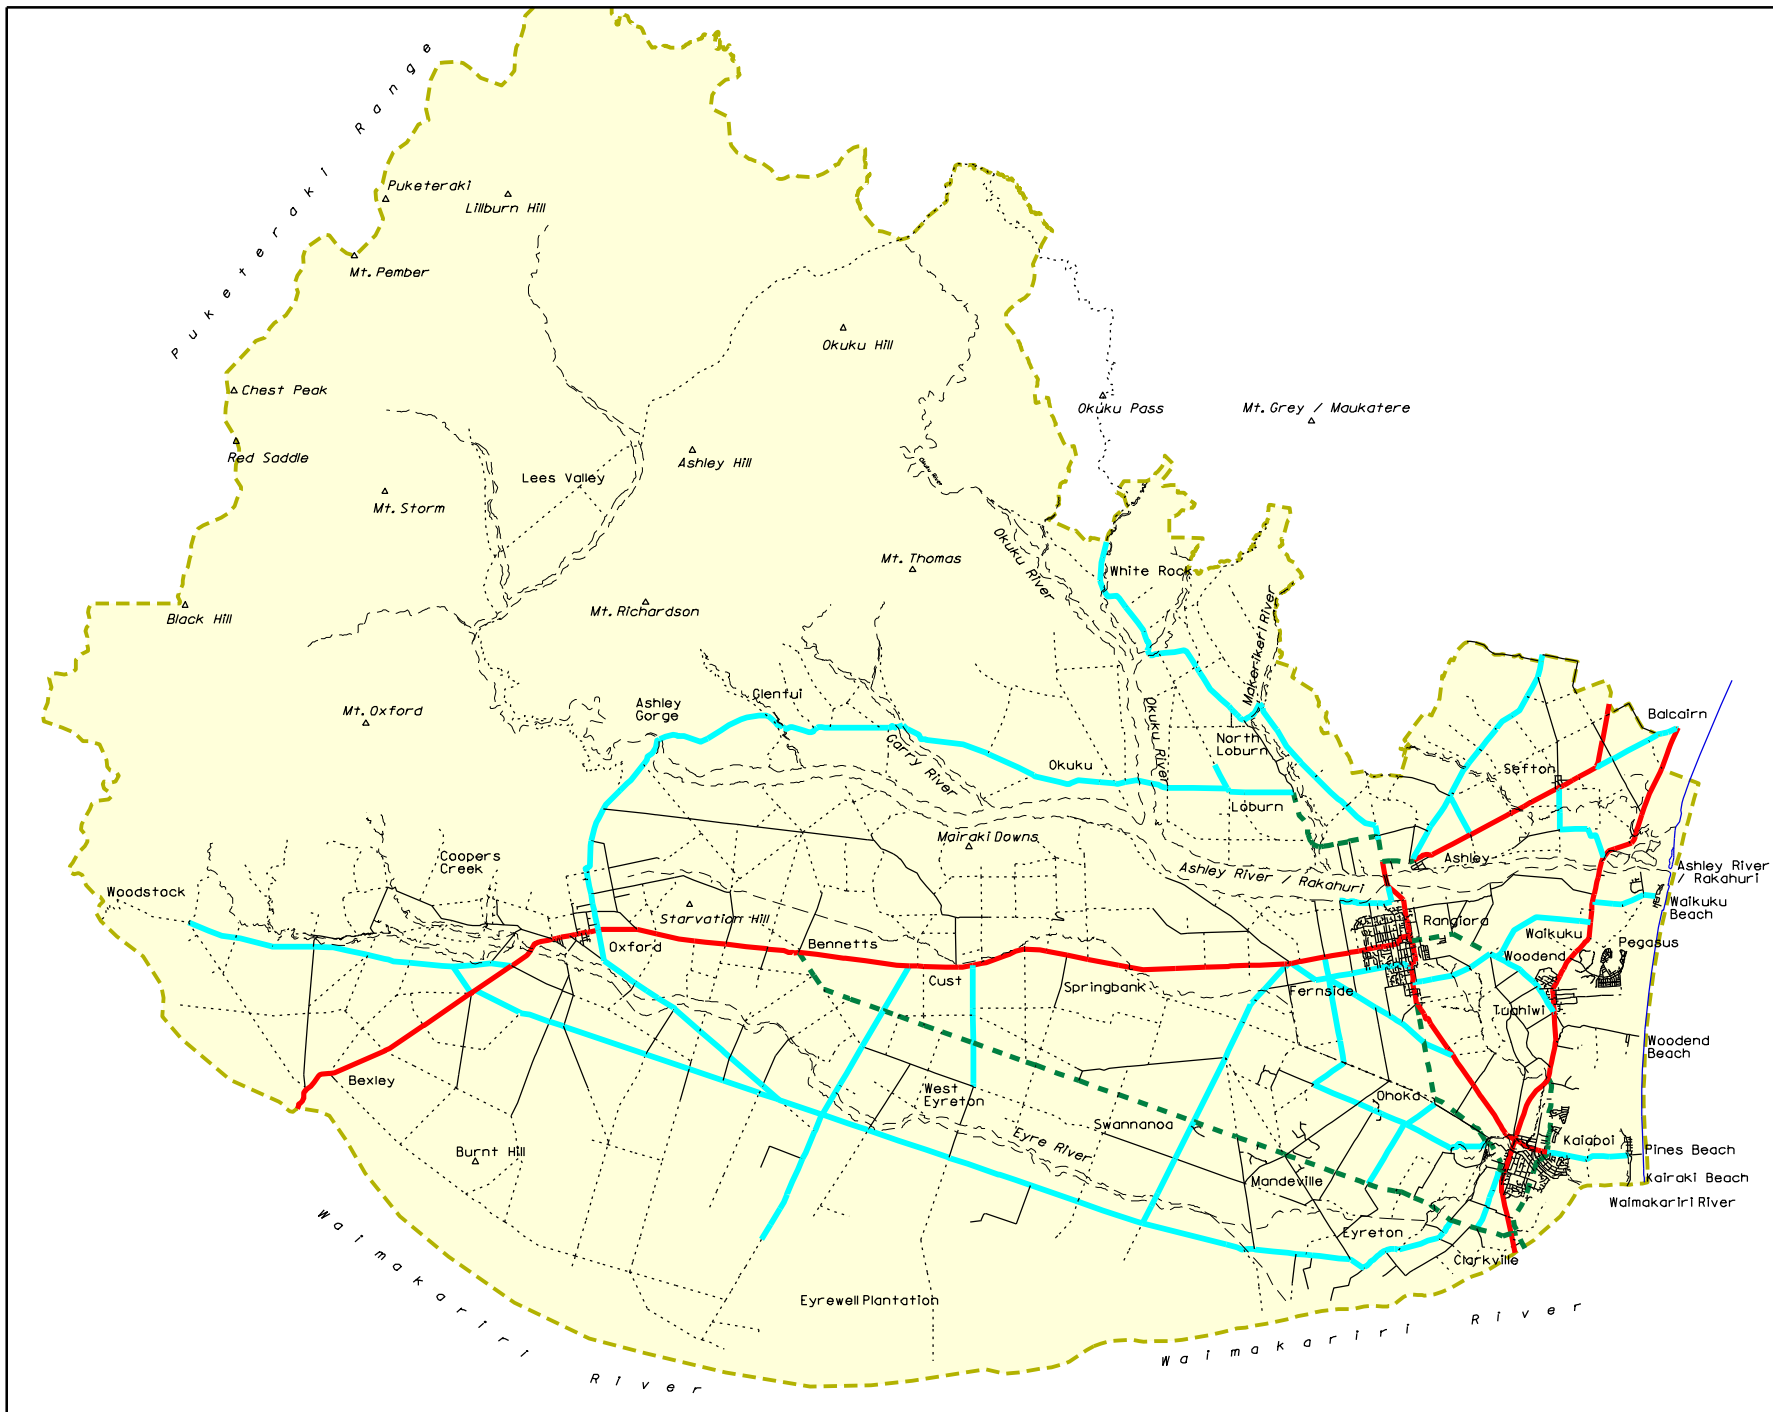 Puketeraki Range
Puketeraki
Lillburn Hill
Mt. Pember
Okuku Hill
Chest Peak
Okuku Pass
Mt. Grey / Maukatere
Red Saddle
Ashley Hill
Lees Valley
Okuku River
Mt. Storm
Okuku River
Mt. Thomas
White Rock
Mt. Richardson
Black Hill
Makerikeri River
Glentui
Ashley
Gorge
Mt. Oxford
Okuku River
Balcairn
North
Loburn
Garry River
Okuku
Sefton
Loburn
Mairaki Downs
Coopers
Creek
Ashley
Ashley River / Rakahuri
Ashley River
/ Rakahuri
Woodstock
Waikuku
Beach
Starvation Hill
Rangiora
Waikuku
Oxford
Bennetts
Pegasus
Woodend
Cust
Springbank
Fernside
Tuahiwi
Woodend
Beach
Bexley
West
Eyreton
Ohoka
Swannanoa
Eyre River
Kaiapoi
Burnt Hill
Pines Beach
Mandeville
Kairaki Beach
Waimakariri River
Eyreton
Clarkville
Eyrewell Plantation
Waimakariri River
Waimakariri River